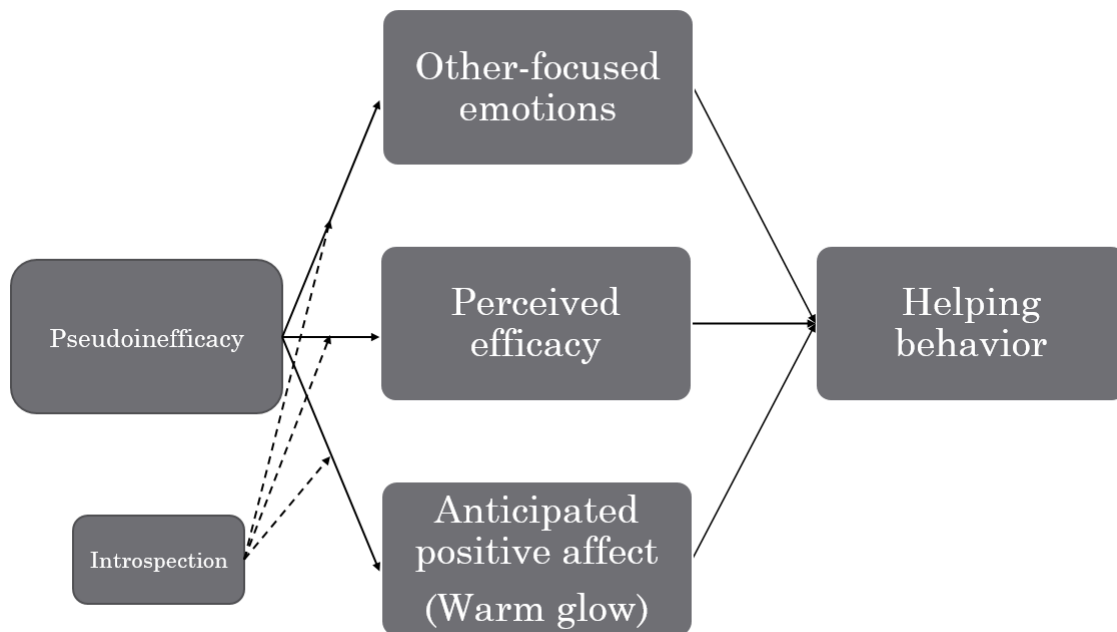 Other-focused
emotions
Pseudoinefficacy
Perceived
efficacy
Helping
behavior
Introspection
Anticipated
positive affect
(Warm glow)